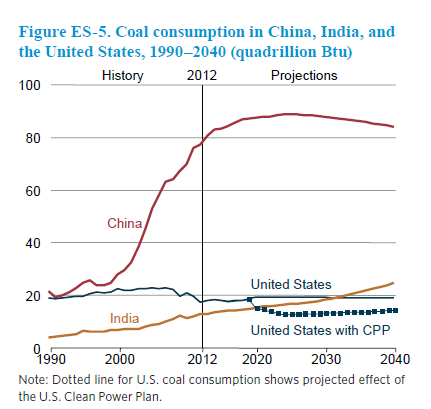 Figure ES-5. Coal consumption in China, India, and
the United States, 1990–2040 (quadrillion Btu)
History 2012 Projections
100
80
60
China
40
United States
20
India
United States with CPP
0
1990 2000 2012 2020 2030 2040
Note: Dotted line for U.S. coal consumption shows projected effect of
the U.S. Clean Power Plan.